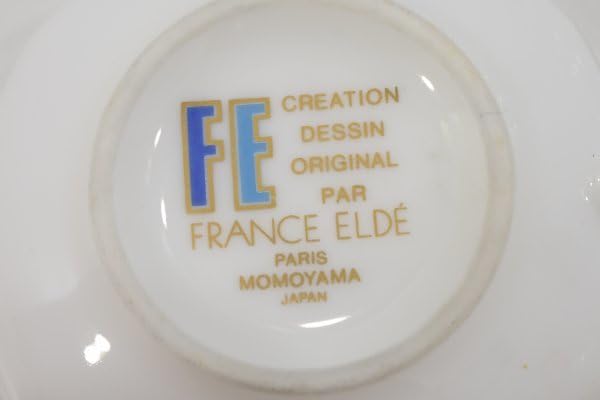 FE
CREATION
DESSIN
ORIGINAL
PAR
FRANCE ELDÉ
PARIS
MOMOYAMA
JAPAN